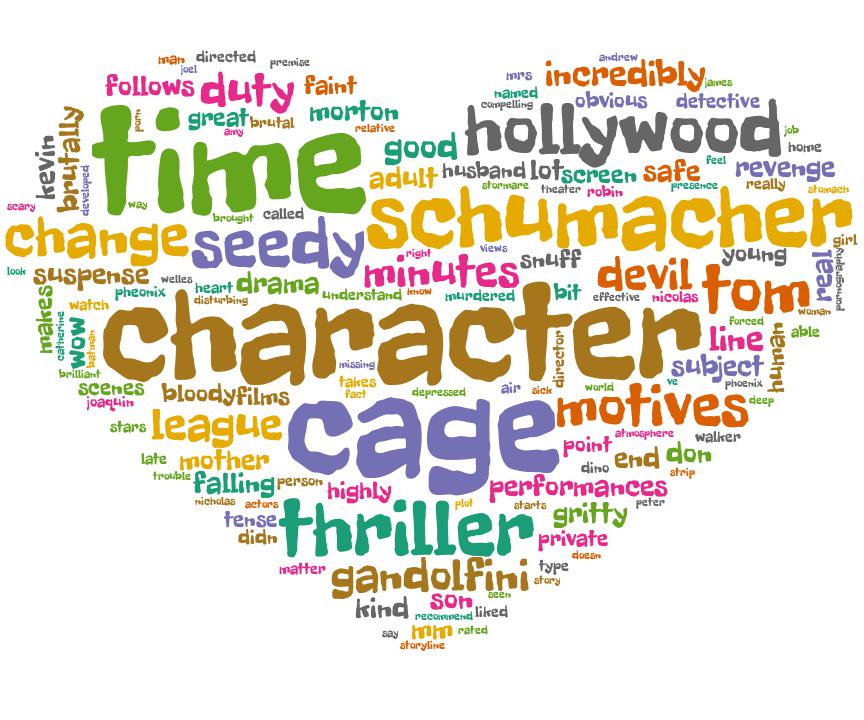 man directed premise
joel
andrew
follows duty faint
mrs incredibly james
named
compelling obvious detective
great brutal morton
amy relative
porn
time
kevin brutally
developed
hollywood job
home
good
adult husband lot screen safe feel revenge
stormare theater robin presence really stomach
scary way brought called
schumacher
change seedy
right views
girl
look suspense welles heart drama minutes snuff devil young real pornography
pheonix disturbing understand know murdered bit effective nicolas tom woman
makes watch
catherine wow batman
character
forced able
line human
brilliant missing director subject
scenes bloody films takes depressed air sick world ve phoenix
joaquin fact deep
stars league cage motives
atmosphere walker
point
late mother dino end don
trouble falling person highly strip
performances
nicholas actors plot starts peter
tense gritty
didn thriller private
doesn
matter gandolfini type
story
seen
kind son
recommend liked
say mm rated
storyline